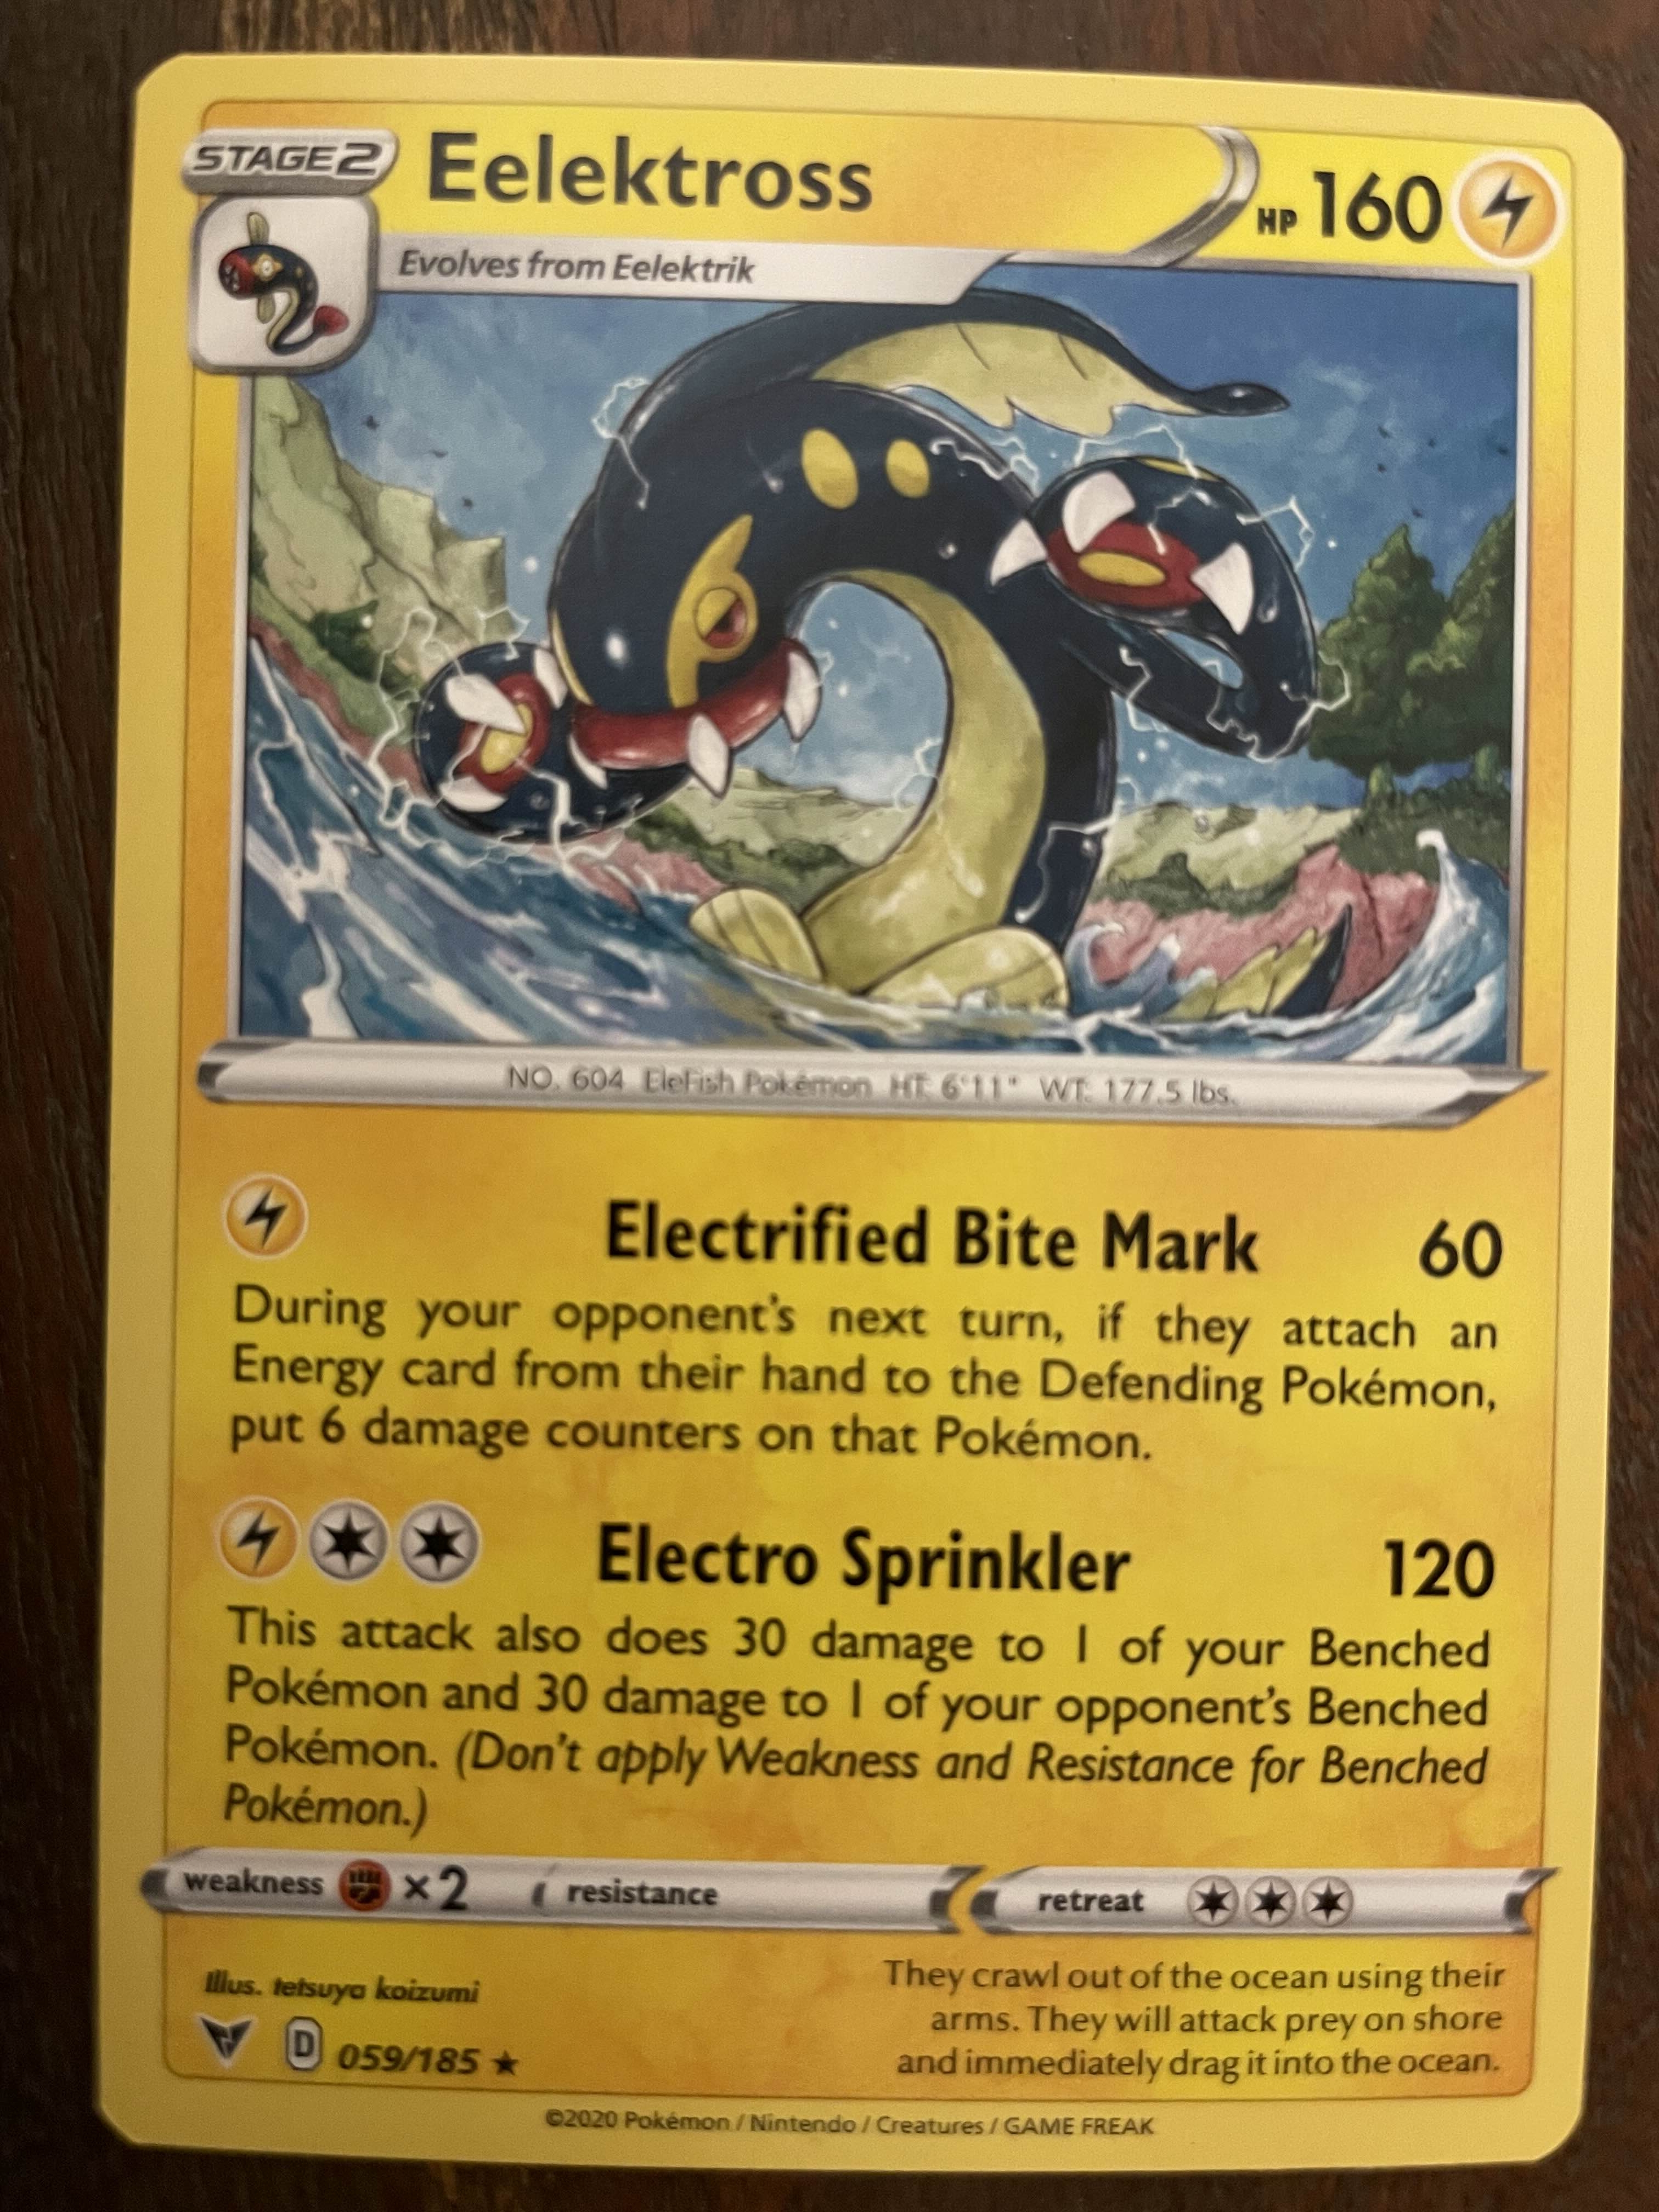 STAGE2
Eelektross
HP 160
Evolves from Eelektrik
NO. 604 EleFish Pokémon HT: 6'11" WT: 177.5 lbs.
Electrified Bite Mark 60
During your opponent's next turn, if they attach an
Energy card from their hand to the Defending Pokémon,
put 6 damage counters on that Pokémon.
Electro Sprinkler 120
This attack also does 30 damage to 1 of your Benched
Pokémon and 30 damage to 1 of your opponent's Benched
Pokémon. (Don't apply Weakness and Resistance for Benched
Pokémon.)
weakness ×2 resistance retreat
Illus. tetsuya koizumi
They crawl out of the ocean using their
arms. They will attack prey on shore
and immediately drag it into the ocean.
D 059/185 ★
©2020 Pokémon / Nintendo / Creatures / GAME FREAK